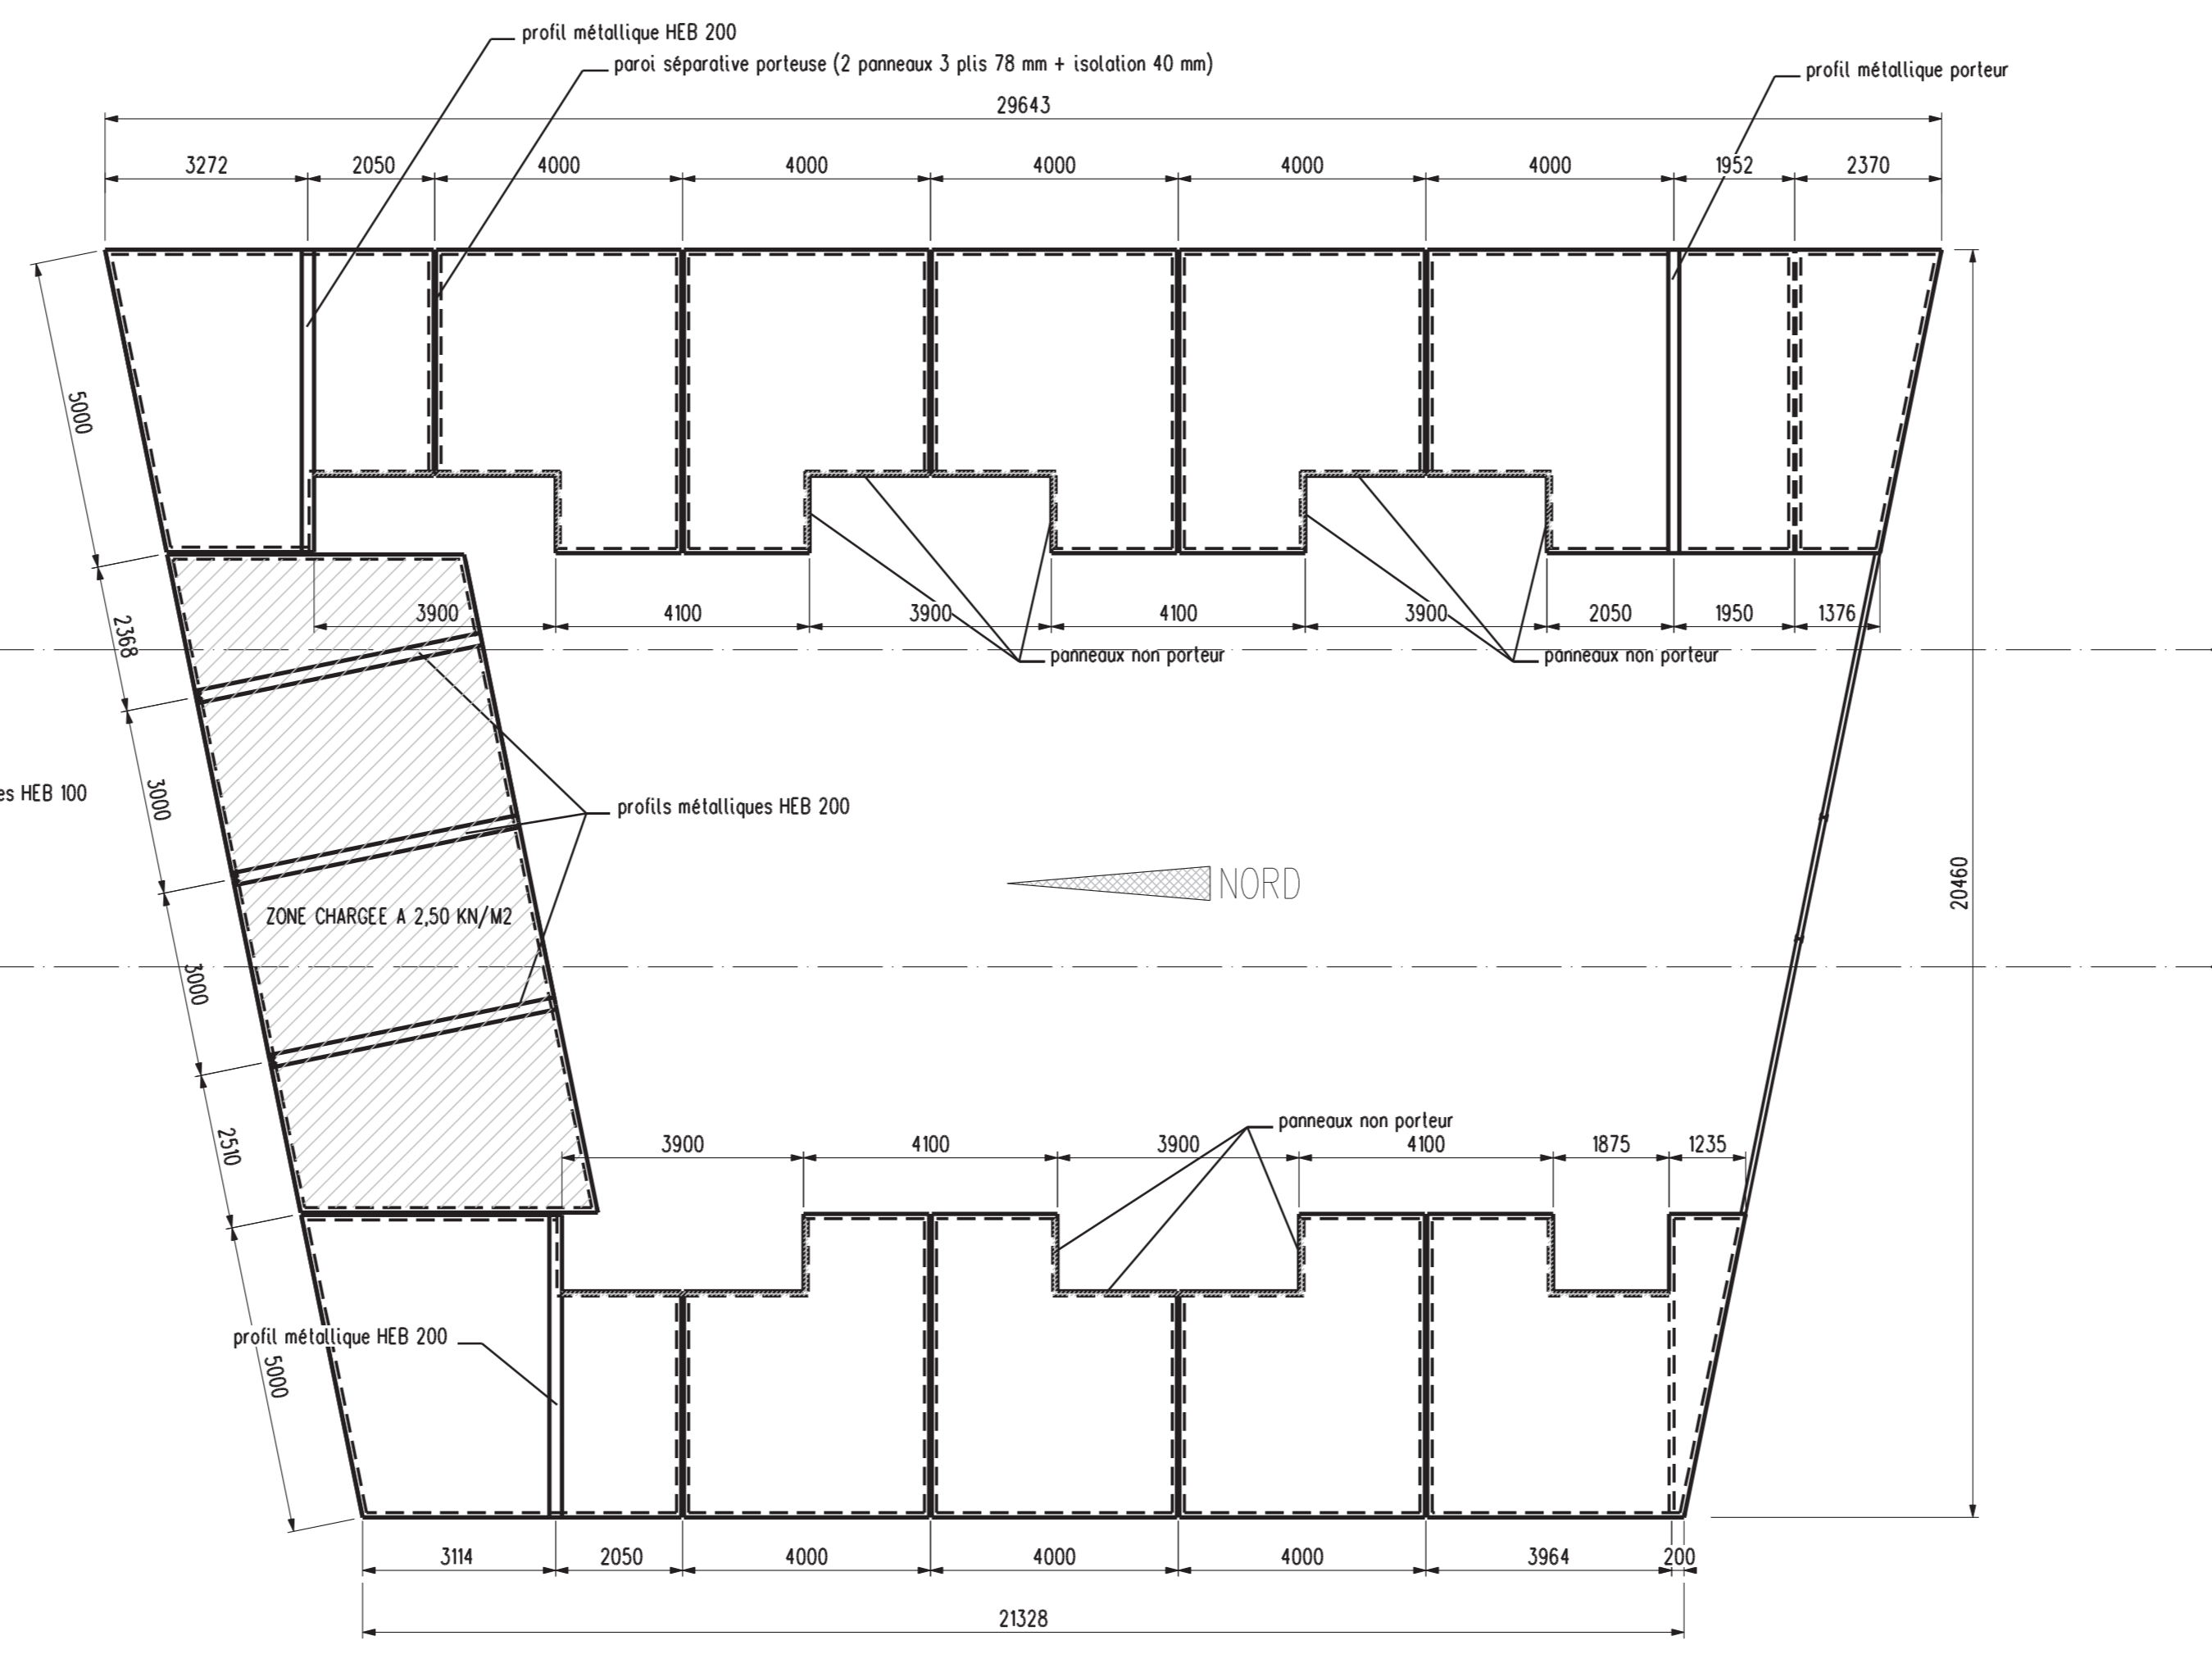 profil métallique HEB 200
paroi séparative porteuse (2 panneaux 3 plis 78 mm + isolation 40 mm)
profil métallique porteur
29643
3272 2050 4000 4000 4000 4000 4000 1952 2370
5000
3900 4100 3900 4100 3900 2050 1950 1376
2368
panneaux non porteur panneaux non porteur
es HEB 100
3000
profils métalliques HEB 200
NORD
20460
ZONE CHARGEE A 2,50 KN/M2
3000
panneaux non porteur
2510
3900 4100 3900 4100 1875 1235
profil métallique HEB 200
5000
3114 2050 4000 4000 4000 3964 200
21328